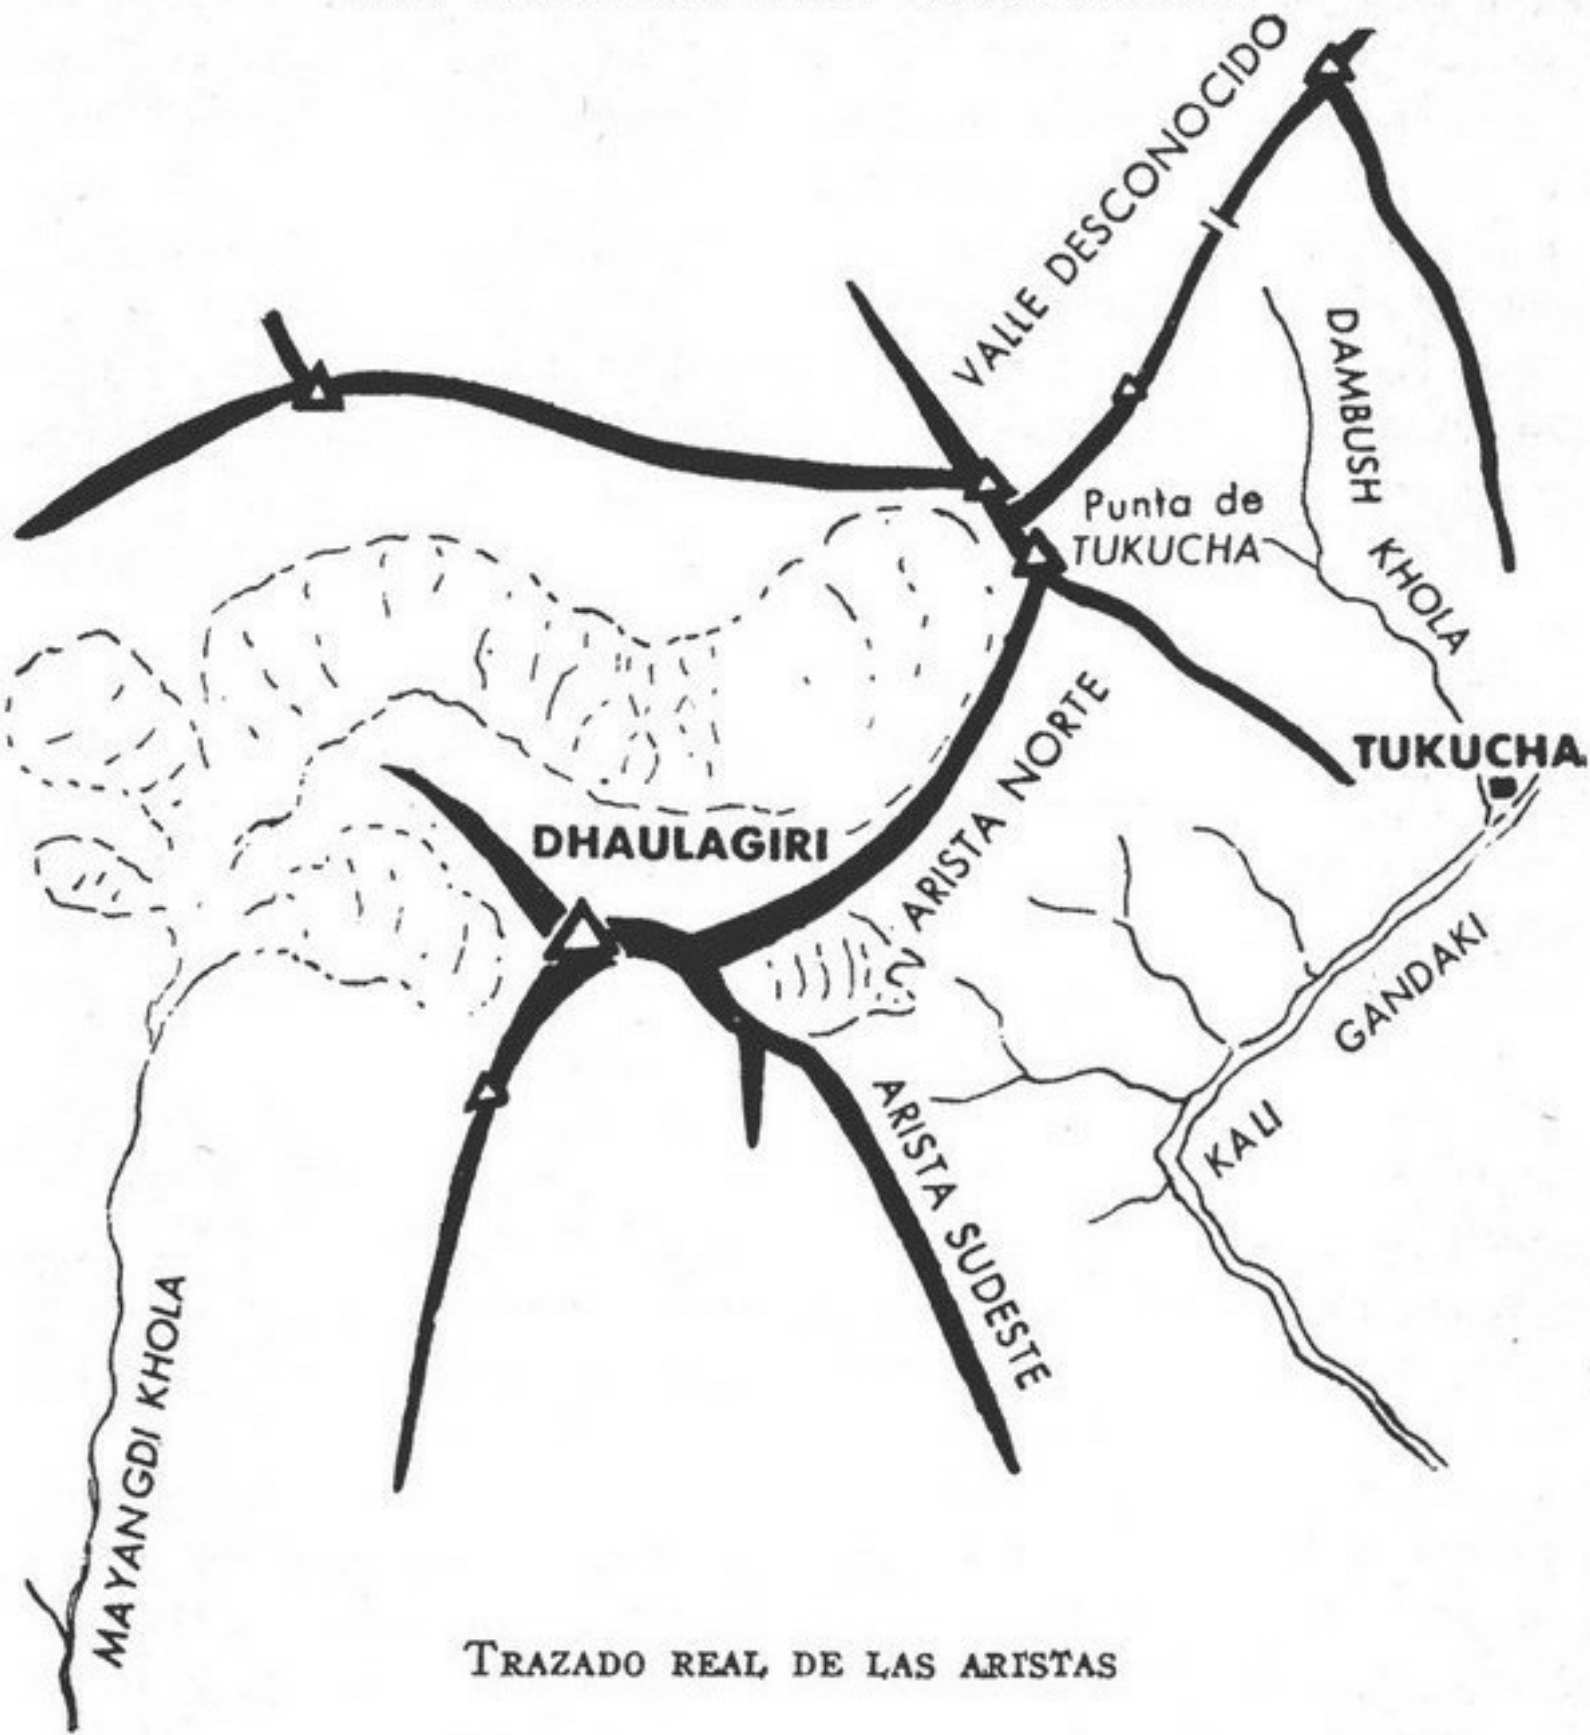 VALLE DESCONOCIDO
DAMBUSH KHOLA
Punta de
TUKUCHA
TUKUCHA
ARISTA NORTE
DHAULAGIRI
GANDAKI
KALI
ARISTA SUDESTE
MAYANGDI KHOLA
TRAZADO REAL DE LAS ARISTAS